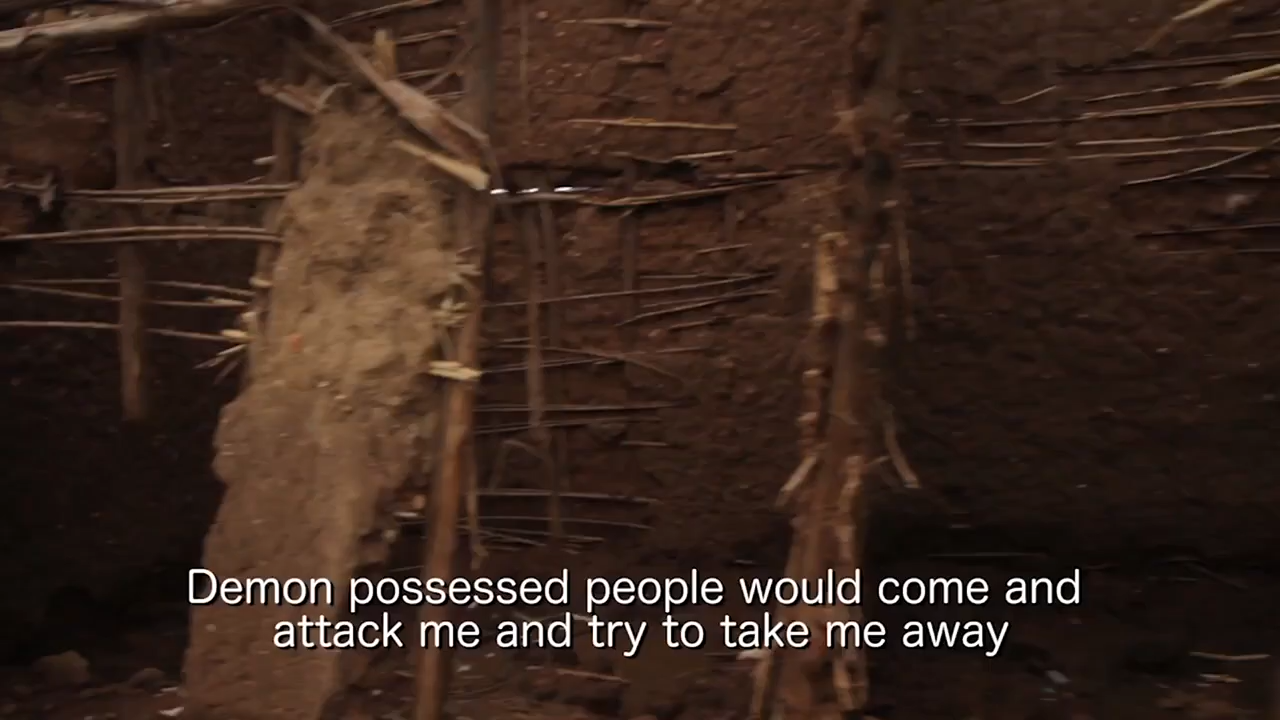 Demon possessed people would come and
attack me and try to take me away